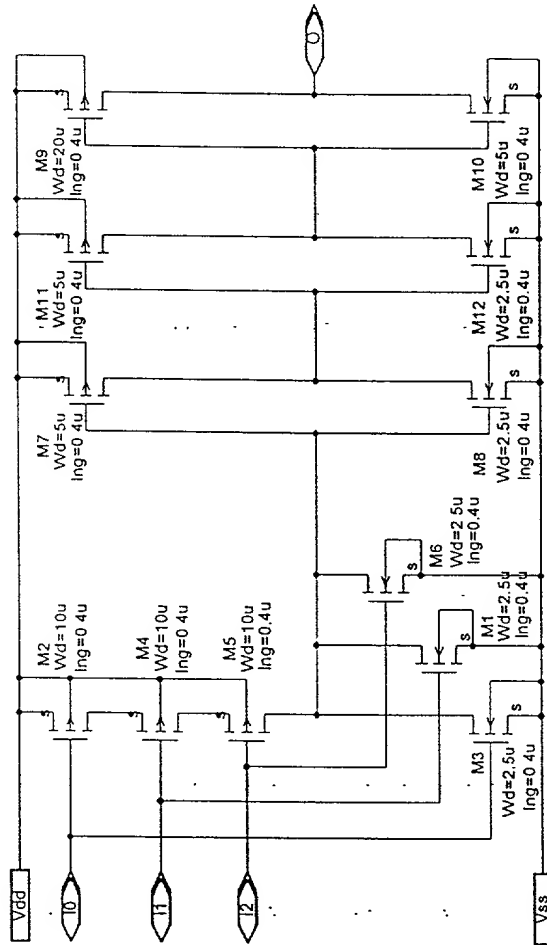 Vdd
I0
I1
I2
Vss
M2
Wd=10u
lng=0 4u
s
M4
Wd=10u
lng=0 4u
s
M5
Wd=10u
lng=0.4u
s
M3
Wd=2.5u
lng=0 4u
s
M1
Wd=2.5u
lng=0.4u
s
M6
Wd=2 5u
lng=0.4u
s
M7
Wd=5u
lng=0 4u
s
M8
Wd=2.5u
lng=0 4u
s
M11
Wd=5u
lng=0 4u
s
M12
Wd=2.5u
lng=0.4u
s
M9
Wd=20u
lng=0 4u
s
M10
Wd=5u
lng=0 4u
s
O